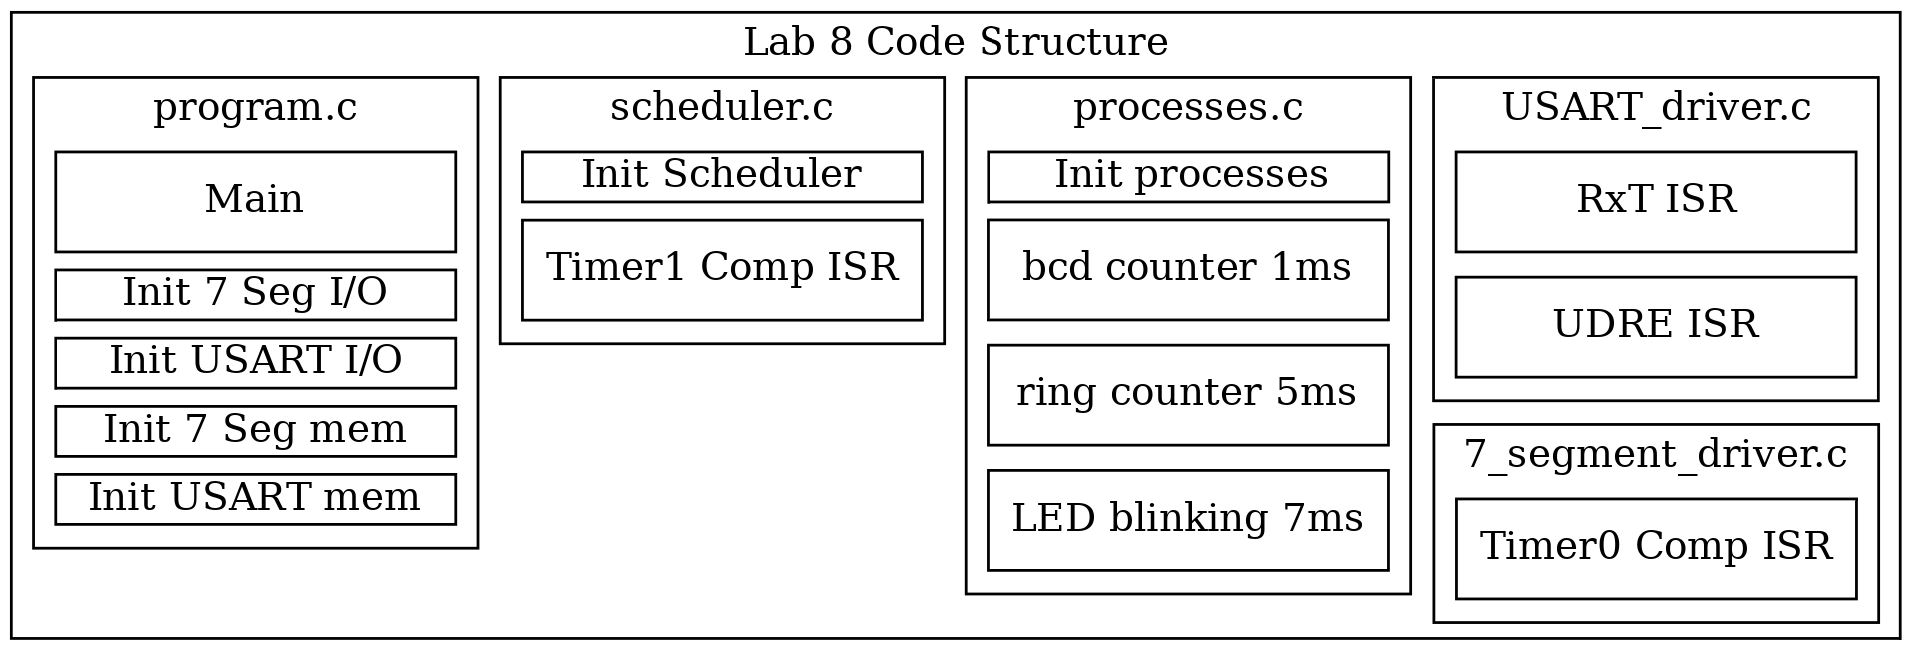 Lab 8 Code Structure
program.c
Main
Init 7 Seg I/O
Init USART I/O
Init 7 Seg mem
Init USART mem
scheduler.c
Init Scheduler
Timer1 Comp ISR
processes.c
Init processes
bcd counter 1ms
ring counter 5ms
LED blinking 7ms
USART_driver.c
RxT ISR
UDRE ISR
7_segment_driver.c
Timer0 Comp ISR